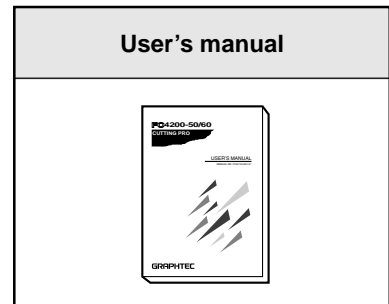 User's manual
FC4200-50/60
CUTTING PRO
USER'S MANUAL
GRAPHTEC